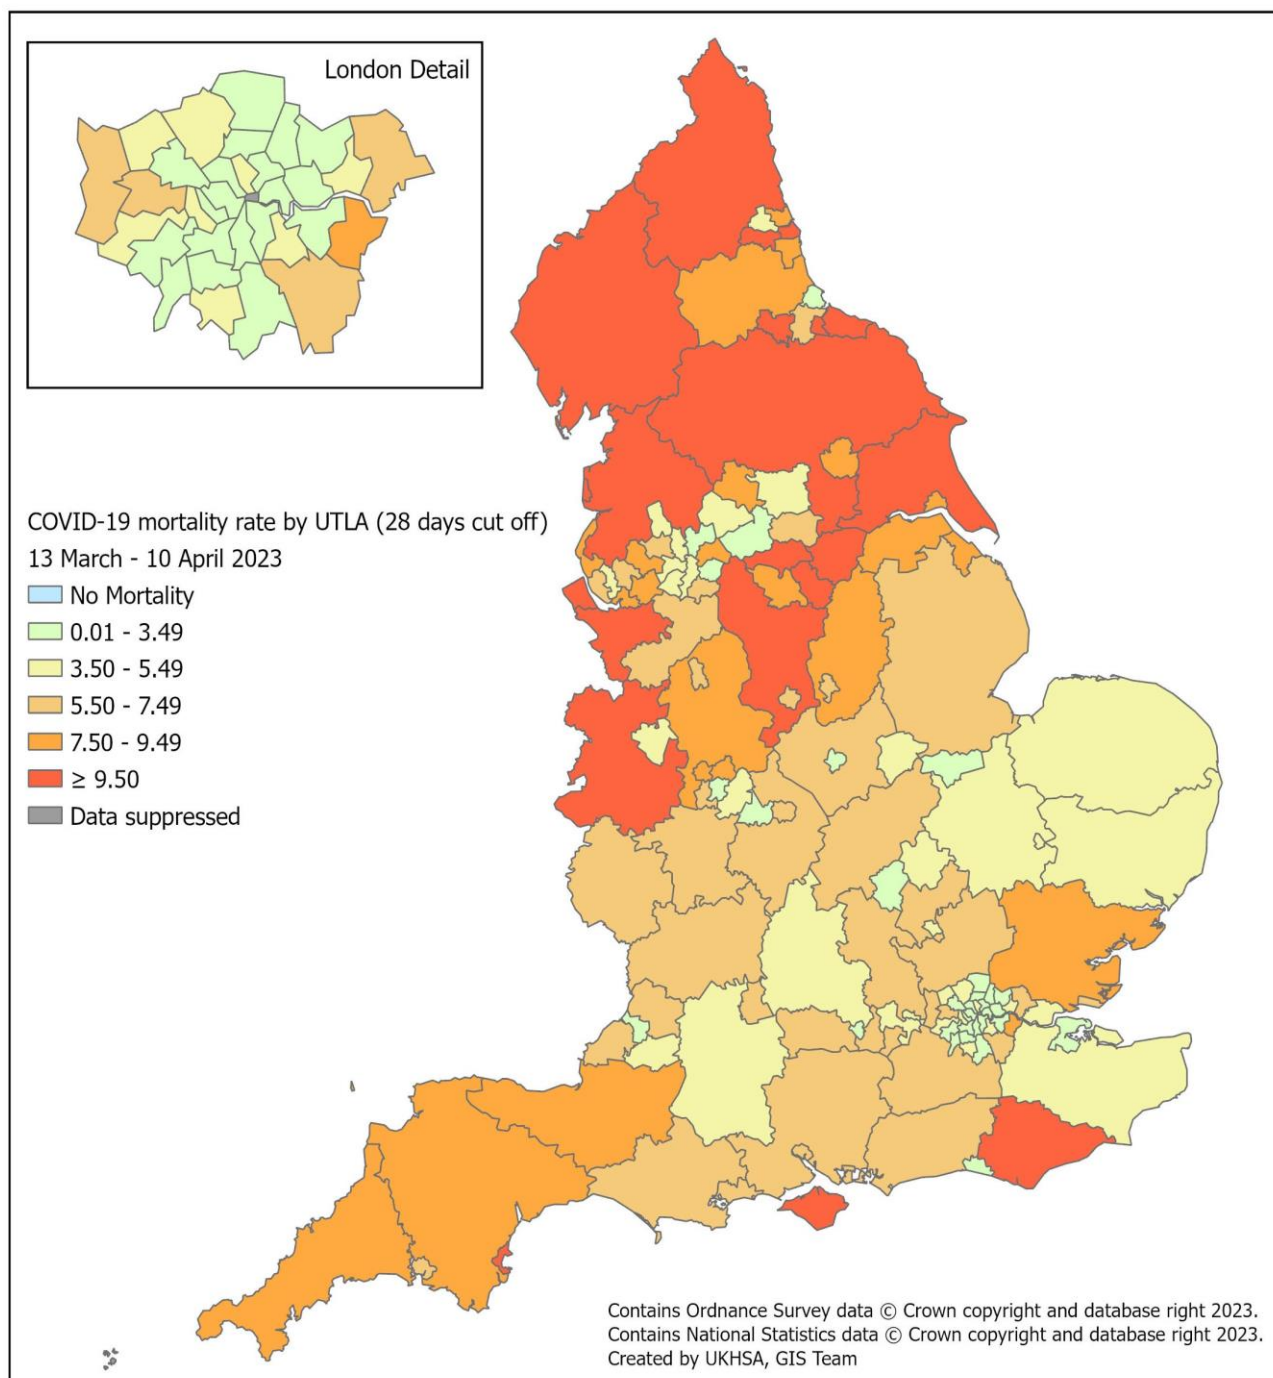 London Detail
COVID-19 mortality rate by UTLA (28 days cut off)
13 March - 10 April 2023
No Mortality
0.01 - 3.49
3.50 - 5.49
5.50 - 7.49
7.50 - 9.49
≥ 9.50
Data suppressed
Contains Ordnance Survey data © Crown copyright and database right 2023.
Contains National Statistics data © Crown copyright and database right 2023.
Created by UKHSA, GIS Team